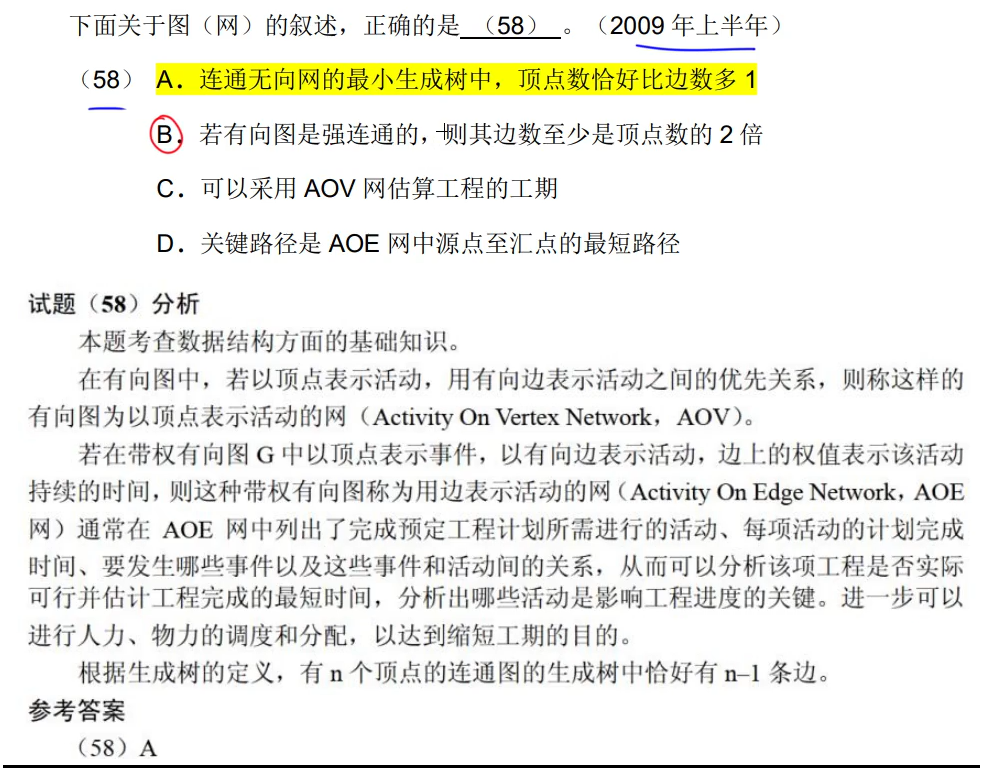 下面关于图（网）的叙述，正确的是 （58） 。（2009 年上半年）
（58） A．连通无向网的最小生成树中，顶点数恰好比边数多 1
B．若有向图是强连通的，则其边数至少是顶点数的 2 倍
C．可以采用 AOV 网估算工程的工期
D．关键路径是 AOE 网中源点至汇点的最短路径
试题（58）分析
本题考查数据结构方面的基础知识。
在有向图中，若以顶点表示活动，用有向边表示活动之间的优先关系，则称这样的
有向图为以顶点表示活动的网（Activity On Vertex Network，AOV）。
若在带权有向图 G 中以顶点表示事件，以有向边表示活动，边上的权值表示该活动
持续的时间，则这种带权有向图称为用边表示活动的网（Activity On Edge Network，AOE
网）通常在 AOE 网中列出了完成预定工程计划所需进行的活动、每项活动的计划完成
时间、要发生哪些事件以及这些事件和活动间的关系，从而可以分析该项工程是否实际
可行并估计工程完成的最短时间，分析出哪些活动是影响工程进度的关键。进一步可以
进行人力、物力的调度和分配，以达到缩短工期的目的。
根据生成树的定义，有 n 个顶点的连通图的生成树中恰好有 n–1 条边。
参考答案
（58）A